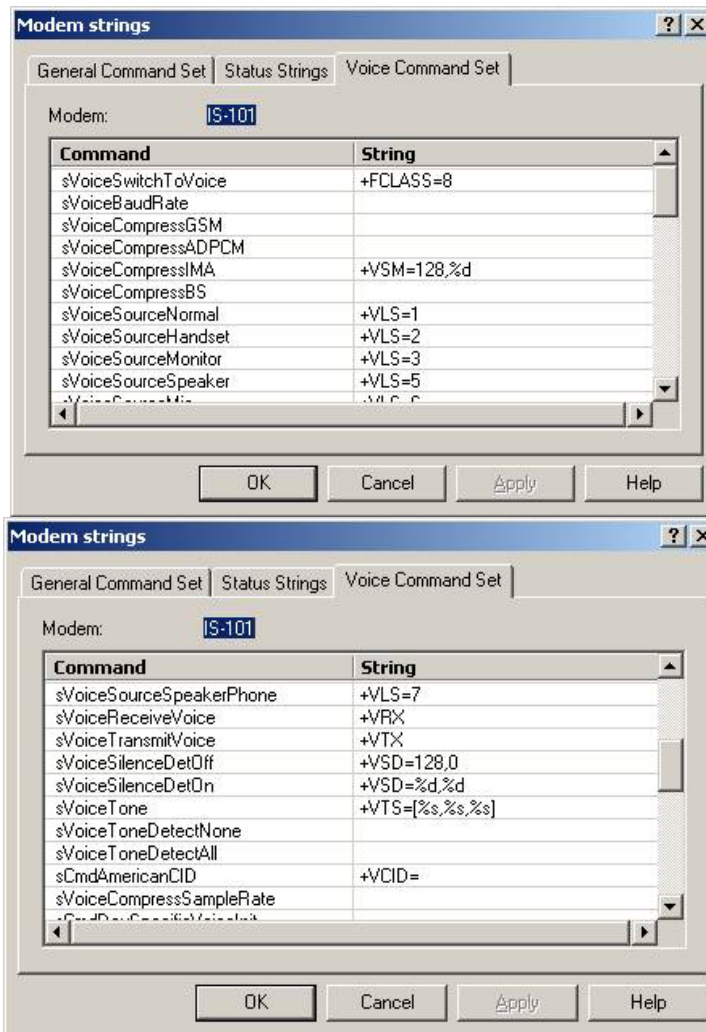 Modem strings
General Command Set Status Strings Voice Command Set
Modem: IS-101
Command String
sVoiceSwitchToVoice +FCLASS=8
sVoiceBaudRate
sVoiceCompressGSM
sVoiceCompressADPCM
sVoiceCompressIMA +VSM=128,%d
sVoiceCompressBS
sVoiceSourceNormal +VLS=1
sVoiceSourceHandset +VLS=2
sVoiceSourceMonitor +VLS=3
sVoiceSourceSpeaker +VLS=5
OK Cancel Apply Help
Modem strings
General Command Set Status Strings Voice Command Set
Modem: IS-101
Command String
sVoiceSourceSpeakerPhone +VLS=7
sVoiceReceiveVoice +VRX
sVoiceTransmitVoice +VTX
sVoiceSilenceDetOff +VSD=128,0
sVoiceSilenceDetOn +VSD=%d,%d
sVoiceTone +VTS=[%s,%s,%s]
sVoiceToneDetectNone
sVoiceToneDetectAll
sCmdAmericanCID +VCID=
sVoiceCompressSampleRate
OK Cancel Apply Help